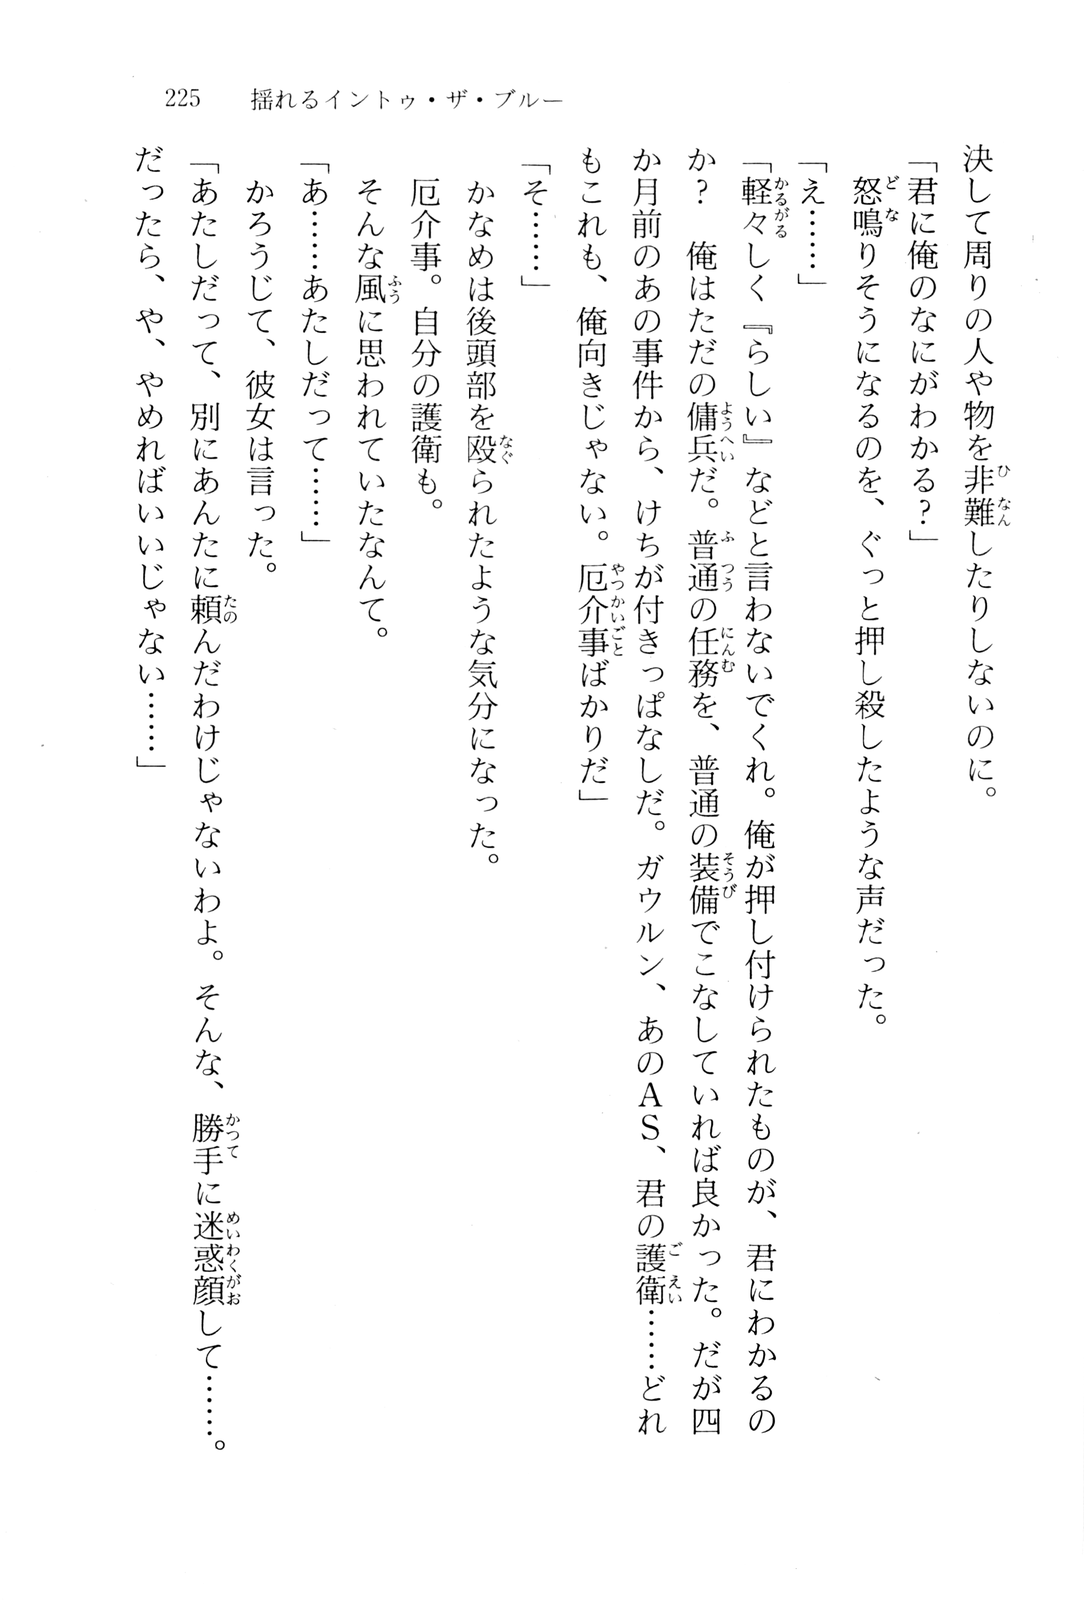 225　揺れるイントゥ・ザ・ブルー
決して周りの人や物を非難したりしないのに。
「君に俺のなにがわかる？」
　怒鳴りそうになるのを、ぐっと押し殺したような声だった。
「え……」
「軽々しく『らしい』などと言わないでくれ。俺が押し付けられたものが、君にわかるの
か？　俺はただの傭兵だ。普通の任務を、普通の装備でこなしていれば良かった。だが四
か月前のあの事件から、けちが付きっぱなしだ。ガウルン、あのＡＳ、君の護衛……どれ
もこれも、俺向きじゃない。厄介事ばかりだ」
「そ……」
　かなめは後頭部を殴られたような気分になった。
　厄介事。自分の護衛も。
　そんな風に思われていたなんて。
「あ……あたしだって……」
　かろうじて、彼女は言った。
「あたしだって、別にあんたに頼んだわけじゃないわよ。そんな、勝手に迷惑顔して……。
だったら、や、やめればいいじゃない……」